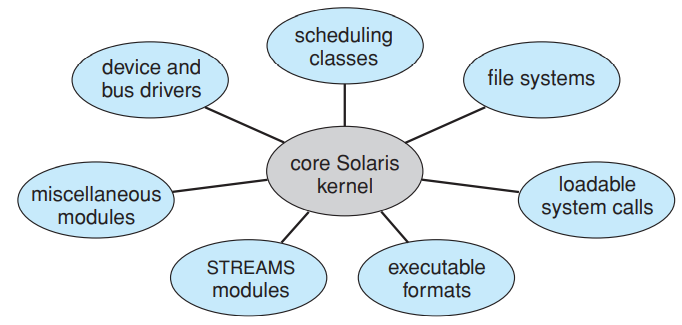 scheduling
classes
device and
bus drivers
file systems
core Solaris
kernel
miscellaneous
modules
loadable
system calls
STREAMS
modules
executable
formats